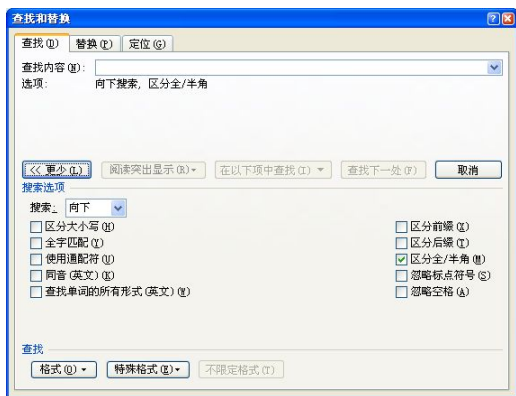 查找和替换
查找(D) 替换(P) 定位(G)
查找内容(N):
选项: 向下搜索, 区分全/半角
<< 更少(L) 阅读突出显示(R) 在以下项中查找(I) 查找下一处(F) 取消
搜索选项
搜索: 向下
区分大小写(H) 区分前缀(X)
全字匹配(Y) 区分后缀(T)
使用通配符(U) 区分全/半角(M)
同音(英文)(K) 忽略标点符号(S)
查找单词的所有形式(英文)(W) 忽略空格(A)
查找
格式(O) 特殊格式(E) 不限定格式(T)